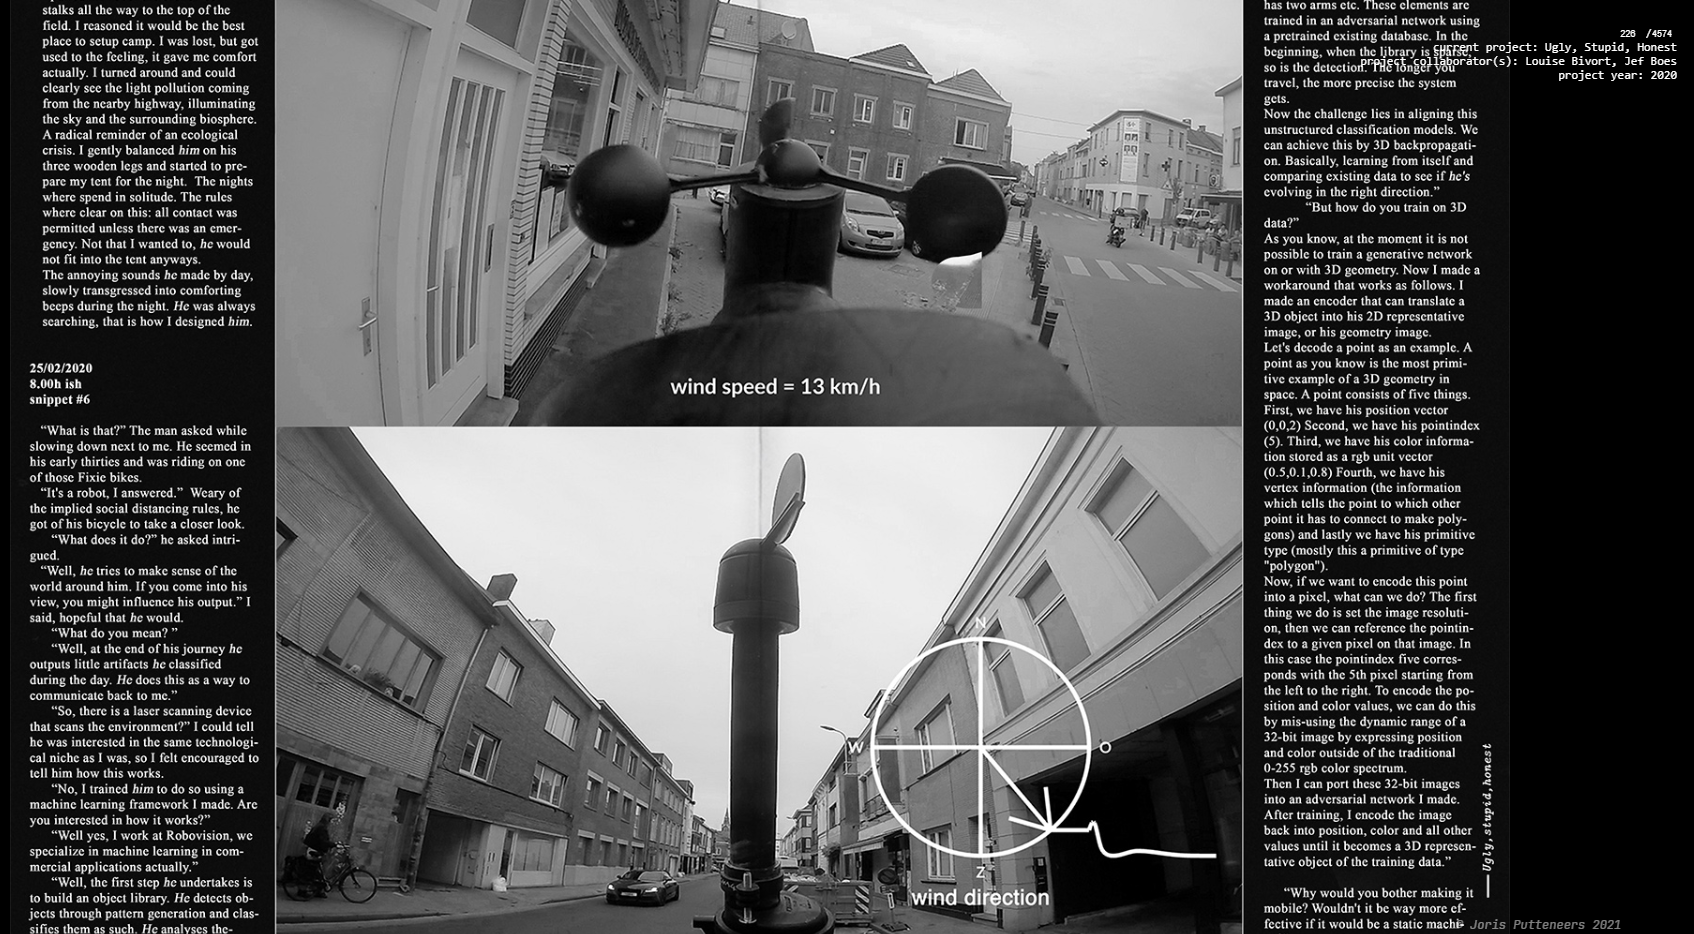 stalks all the way to the top of the
field. I reasoned it would be the best
place to setup camp. I was lost, but got
used to the feeling, it gave me comfort
actually. I turned around and could
clearly see the light pollution coming
from the nearby highway, illuminating
the sky and the surrounding biosphere.
A radical reminder of an ecological
crisis. I gently balanced him on his
three wooden legs and started to pre-
pare my tent for the night. The nights
where spend in solitude. The rules
where clear on this: all contact was
permitted unless there was an emer-
gency. Not that I wanted to, he would
not fit into the tent anyways.
The annoying sounds he made by day,
slowly transgressed into comforting
beeps during the night. He was always
searching, that is how I designed him.
25/02/2020
8.00h ish
snippet #6
“What is that?” The man asked while
slowing down next to me. He seemed in
his early thirties and was riding on one
of those Fixie bikes.
“It's a robot, I answered.” Weary of
the implied social distancing rules, he
got of his bicycle to take a closer look.
“What does it do?” he asked intri-
gued.
“Well, he tries to make sense of the
world around him. If you come into his
view, you might influence his output.” I
said, hopeful that he would.
“What do you mean? ”
“Well, at the end of his journey he
outputs little artifacts he classified
during the day. He does this as a way to
communicate back to me.”
“So, there is a laser scanning device
that scans the environment?” I could tell
he was interested in the same technologi-
cal niche as I was, so I felt encouraged to
tell him how this works.
“No, I trained him to do so using a
machine learning framework I made. Are
you interested in how it works?”
“Well yes, I work at Robovision, we
specialize in machine learning in com-
mercial applications actually.”
“Well, the first step he undertakes is
to build an object library. He detects ob-
jects through pattern generation and clas-
sifies them as such. He analyses the-
wind speed = 13 km/h
N
W
O
Z
wind direction
has two arms etc. These elements are
trained in an adversarial network using
a pretrained existing database. In the
beginning, when the library is sparse,
so is the detection. The longer you
travel, the more precise the system
gets.
Now the challenge lies in aligning this
unstructured classification models. We
can achieve this by 3D backpropagati-
on. Basically, learning from itself and
comparing existing data to see if he's
evolving in the right direction.”
“But how do you train on 3D
data?”
As you know, at the moment it is not
possible to train a generative network
on or with 3D geometry. Now I made a
workaround that works as follows. I
made an encoder that can translate a
3D object into his 2D representative
image, or his geometry image.
Let's decode a point as an example. A
point as you know is the most primi-
tive example of a 3D geometry in
space. A point consists of five things.
First, we have his position vector
(0,0,2) Second, we have his pointindex
(5). Third, we have his color informa-
tion stored as a rgb unit vector
(0.5,0.1,0.8) Fourth, we have his
vertex information (the information
which tells the point to which other
point it has to connect to make poly-
gons) and lastly we have his primitive
type (mostly this a primitive of type
"polygon").
Now, if we want to encode this point
into a pixel, what can we do? The first
thing we do is set the image resoluti-
on, then we can reference the pointin-
dex to a given pixel on that image. In
this case the pointindex five corres-
ponds with the 5th pixel starting from
the left to the right. To encode the po-
sition and color values, we can do this
by mis-using the dynamic range of a
32-bit image by expressing position
and color outside of the traditional
0-255 rgb color spectrum.
Then I can port these 32-bit images
into an adversarial network I made.
After training, I encode the image
back into position, color and all other
values until it becomes a 3D represen-
tative object of the training data.”
“Why would you bother making it
mobile? Wouldn't it be way more ef-
fective if it would be a static machi-
Ugly,stupid,honest
226 /4574
current project: Ugly, Stupid, Honest
project collaborator(s): Louise Bivort, Jef Boes
project year: 2020
© Joris Putteneers 2021